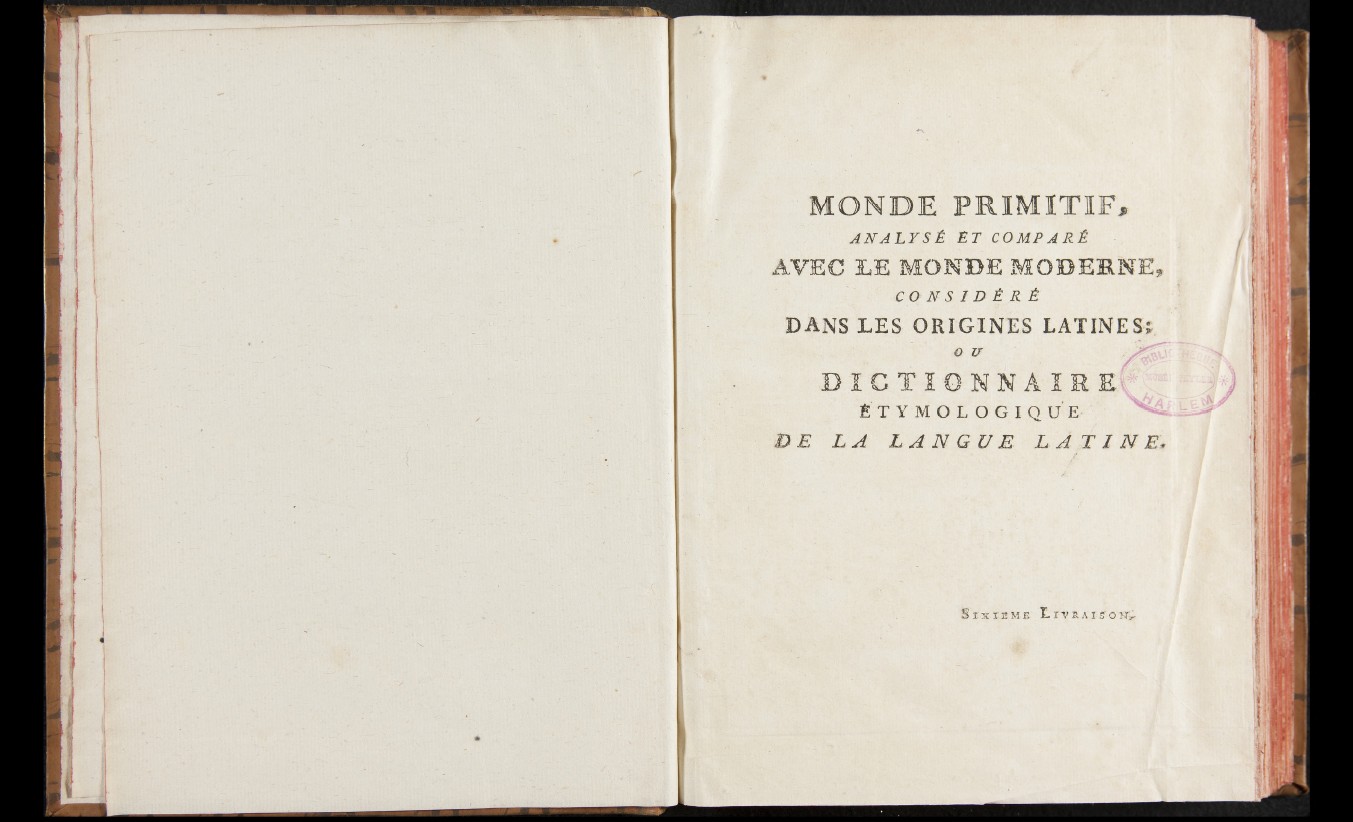 MONDE PRIMITIF,
ANALYSÉ ET COMPARÉ
AVEC LE MONDE MODERNE,
CONSIDÉRÉ
DANS LES ORIGINES LATINES;
OU
DICTIONNAIRE
ÉTYMOLOGIQUE
DE LA LANGUE LATINE.
HARLEM
SIXIEME LIVRAISON.